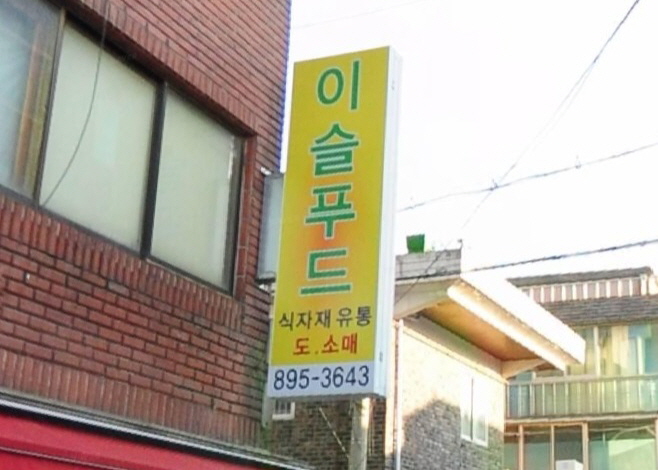 이슬푸드
식자재 유통
도.소매
895-3643